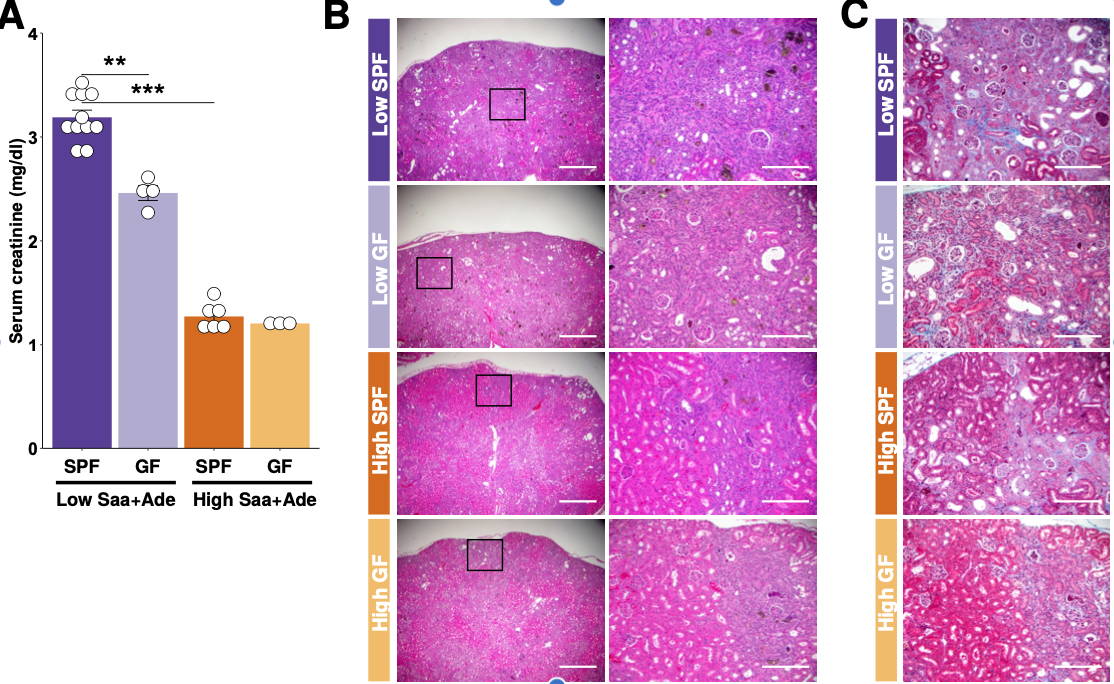 A
4
3
2
1
0
Serum creatinine (mg/dl)
**
***
SPF GF SPF GF
Low Saa+Ade High Saa+Ade
B
Low SPF
Low GF
High SPF
High GF
C
Low SPF
Low GF
High SPF
High GF